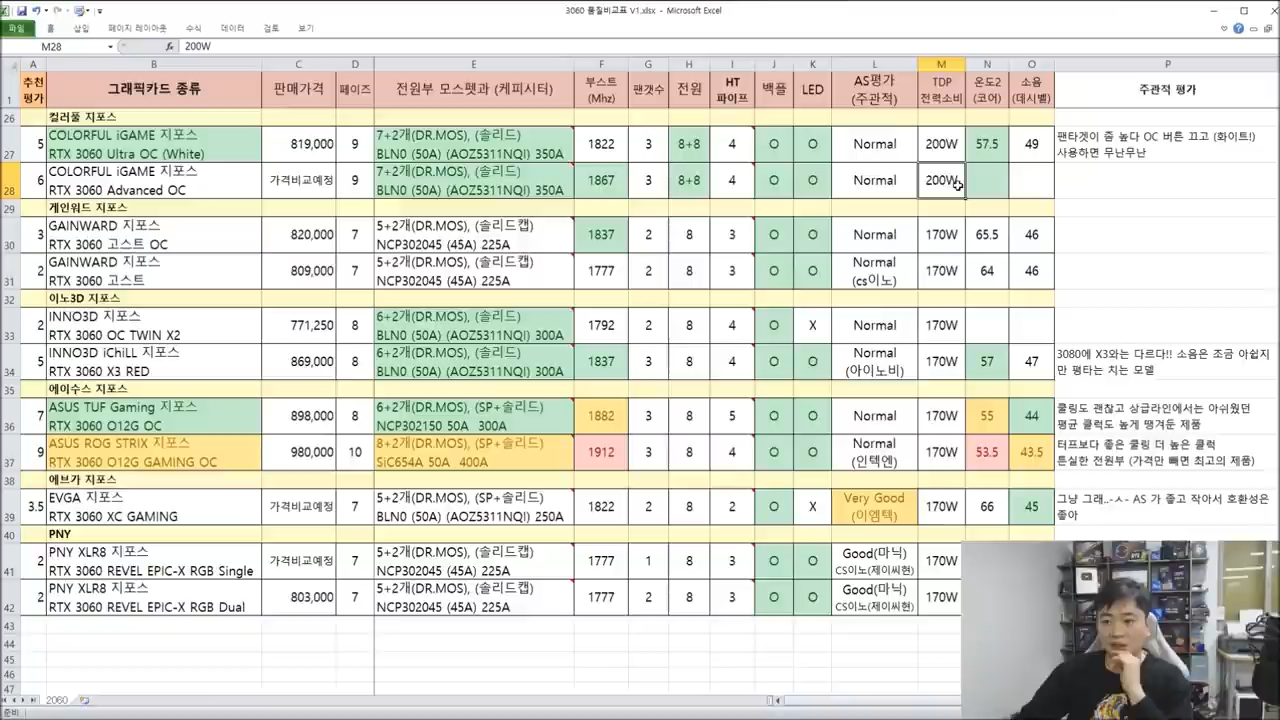 3060 품질비교표 V1.xlsx - Microsoft Excel
파일 홈 삽입 페이지 레이아웃 수식 데이터 검토 보기
M28 fx 200W
A B C D E F G H I J K L M N O P
1 추천평가 그래픽카드 종류 판매가격 페이즈 전원부 모스펫과 (케피시터) 부스트 (Mhz) 팬갯수 전원 HT 파이프 백플 LED AS평가 (주관적) TDP 전력소비 온도2 (코어) 소음 (데시벨) 주관적 평가
26 컬러풀 지포스
27 5 COLORFUL iGAME 지포스 RTX 3060 Ultra OC (White) 819,000 9 7+2개(DR.MOS), (솔리드) BLN0 (50A) (AOZ5311NQI) 350A 1822 3 8+8 4 O O Normal 200W 57.5 49 팬타겟이 좀 높다 OC 버튼 끄고 (화이트!) 사용하면 무난무난
28 6 COLORFUL iGAME 지포스 RTX 3060 Advanced OC 가격비교예정 9 7+2개(DR.MOS), (솔리드) BLN0 (50A) (AOZ5311NQI) 350A 1867 3 8+8 4 O O Normal 200W
29 게인워드 지포스
30 3 GAINWARD 지포스 RTX 3060 고스트 OC 820,000 7 5+2개(DR.MOS), (솔리드캡) NCP302045 (45A) 225A 1837 2 8 3 O O Normal 170W 65.5 46
31 2 GAINWARD 지포스 RTX 3060 고스트 809,000 7 5+2개(DR.MOS), (솔리드캡) NCP302045 (45A) 225A 1777 2 8 3 O O Normal (cs이노) 170W 64 46
32 이노3D 지포스
33 2 INNO3D 지포스 RTX 3060 OC TWIN X2 771,250 8 6+2개(DR.MOS), (솔리드) BLN0 (50A) (AOZ5311NQI) 300A 1792 2 8 4 O X Normal 170W
34 5 INNO3D iCHiLL 지포스 RTX 3060 X3 RED 869,000 8 6+2개(DR.MOS), (솔리드) BLN0 (50A) (AOZ5311NQI) 300A 1837 3 8 4 O O Normal (아이노비) 170W 57 47 3080에 X3와는 다르다!! 소음은 조금 아쉽지만 평타는 치는 모델
35 에이수스 지포스
36 7 ASUS TUF Gaming 지포스 RTX 3060 O12G OC 898,000 8 6+2개(DR.MOS), (SP+솔리드) NCP302150 50A 300A 1882 3 8 5 O O Normal 170W 55 44 쿨링도 괜찮고 상급라인에서는 아쉬웠던 평균 클럭도 높게 땡겨둔 제품
37 9 ASUS ROG STRIX 지포스 RTX 3060 O12G GAMING OC 980,000 10 8+2개(DR.MOS), (SP+솔리드) SiC654A 50A 400A 1912 3 8 4 O O Normal (인텍엔) 170W 53.5 43.5 터프보다 좋은 쿨링 더 높은 클럭 튼실한 전원부 (가격만 빼면 최고의 제품)
38 에브가 지포스
39 3.5 EVGA 지포스 RTX 3060 XC GAMING 가격비교예정 7 5+2개(DR.MOS), (SP+솔리드) BLN0 (50A) (AOZ5311NQI) 250A 1822 2 8 2 O X Very Good (이엠텍) 170W 66 45 그냥 그래..-ㅅ- AS 가 좋고 작아서 호환성은 좋아
40 PNY
41 2 PNY XLR8 지포스 RTX 3060 REVEL EPIC-X RGB Single 가격비교예정 7 5+2개(DR.MOS), (솔리드캡) NCP302045 (45A) 225A 1777 1 8 3 O O Good(마닉) CS이노(제이씨현) 170W
42 2 PNY XLR8 지포스 RTX 3060 REVEL EPIC-X RGB Dual 803,000 7 5+2개(DR.MOS), (솔리드캡) NCP302045 (45A) 225A 1777 2 8 3 O O Good(마닉) CS이노(제이씨현) 170W
43
44
45
46
47
2060
준비